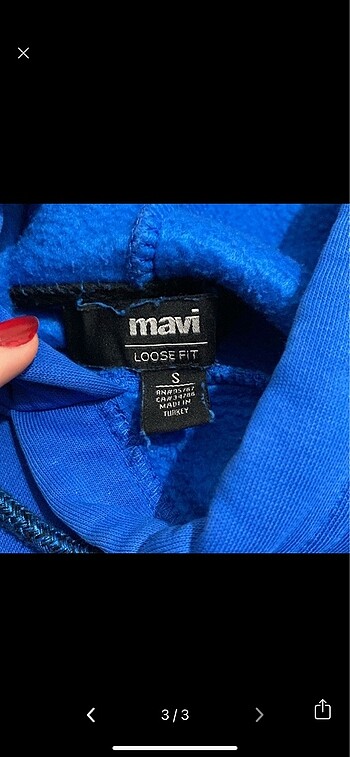 mavi
LOOSE FIT
S
MADE IN
TURKEY
3/3